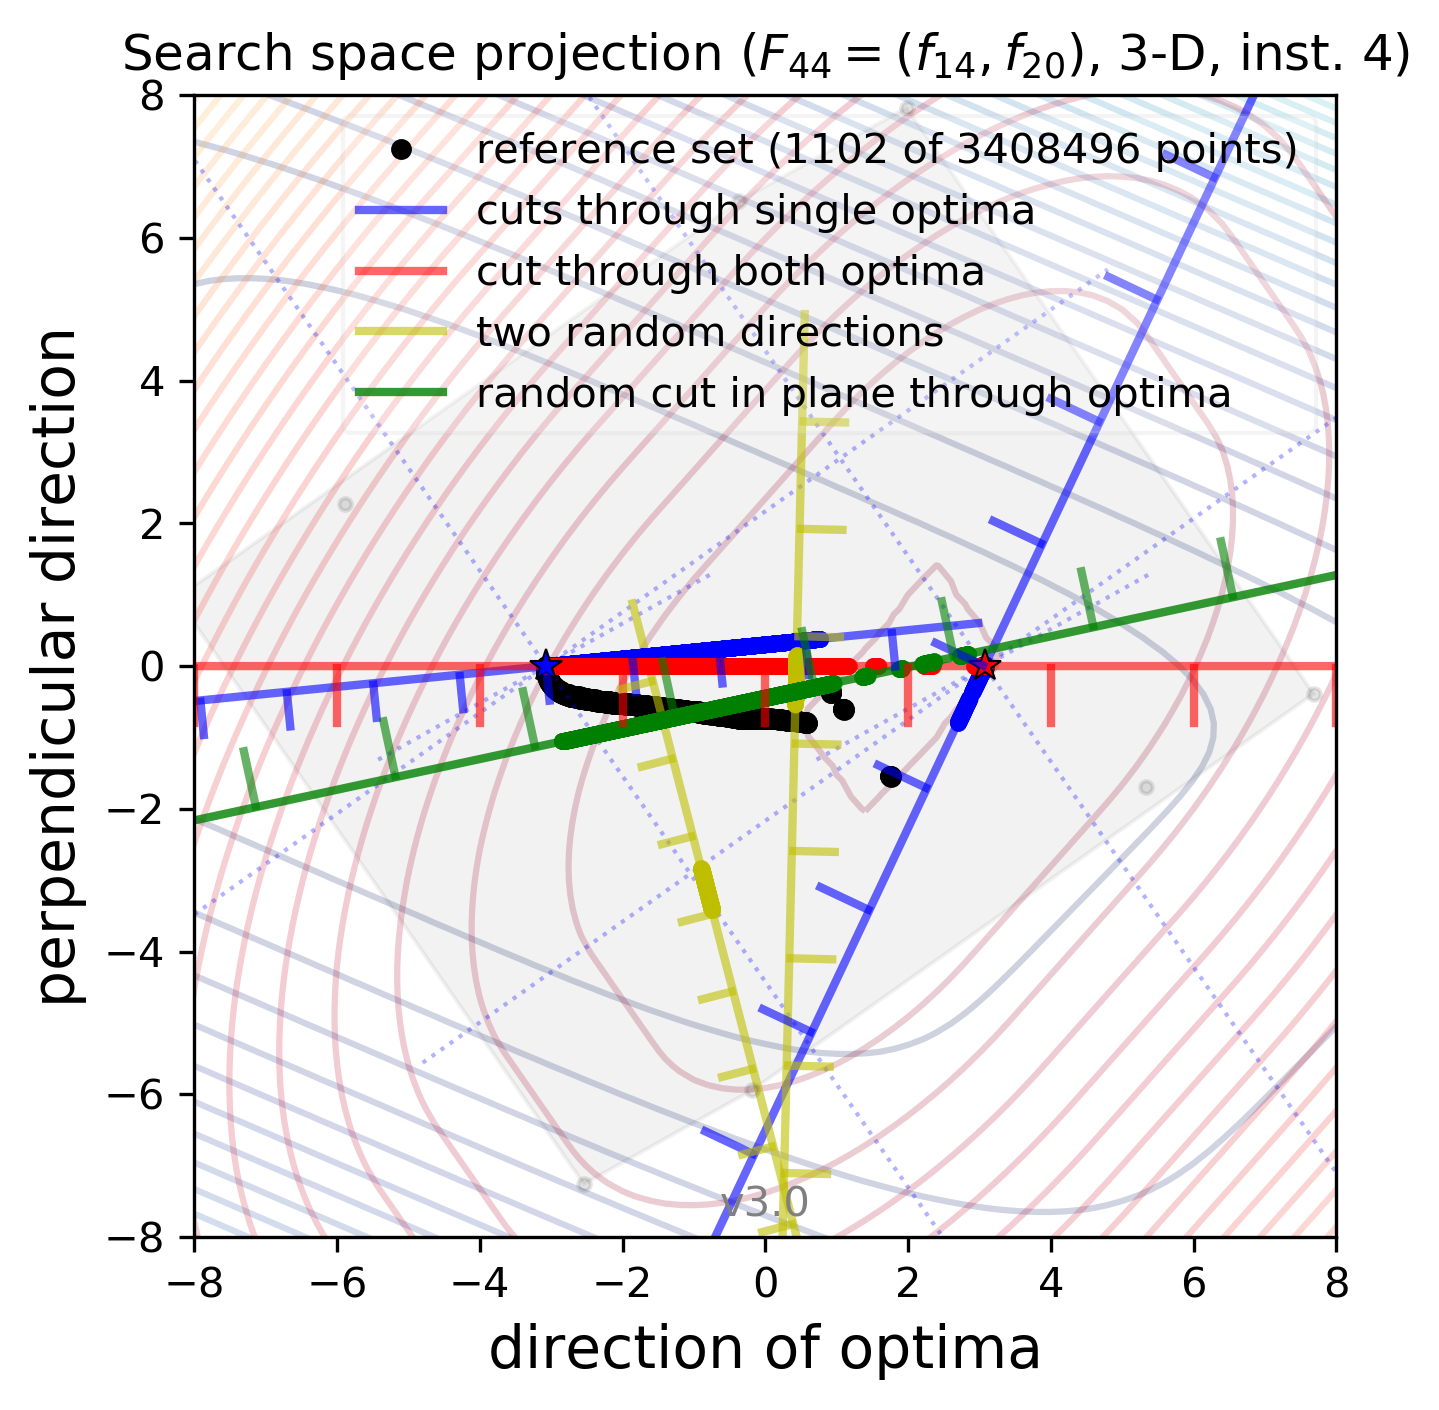 Search space projection (F₄₄ = (f₁₄, f₂₀), 3-D, inst. 4)
reference set (1102 of 3408496 points)
cuts through single optima
cut through both optima
two random directions
random cut in plane through optima
8
6
4
2
0
−2
−4
−6
−8
perpendicular direction
v3.0
−8 −6 −4 −2 0 2 4 6 8
direction of optima